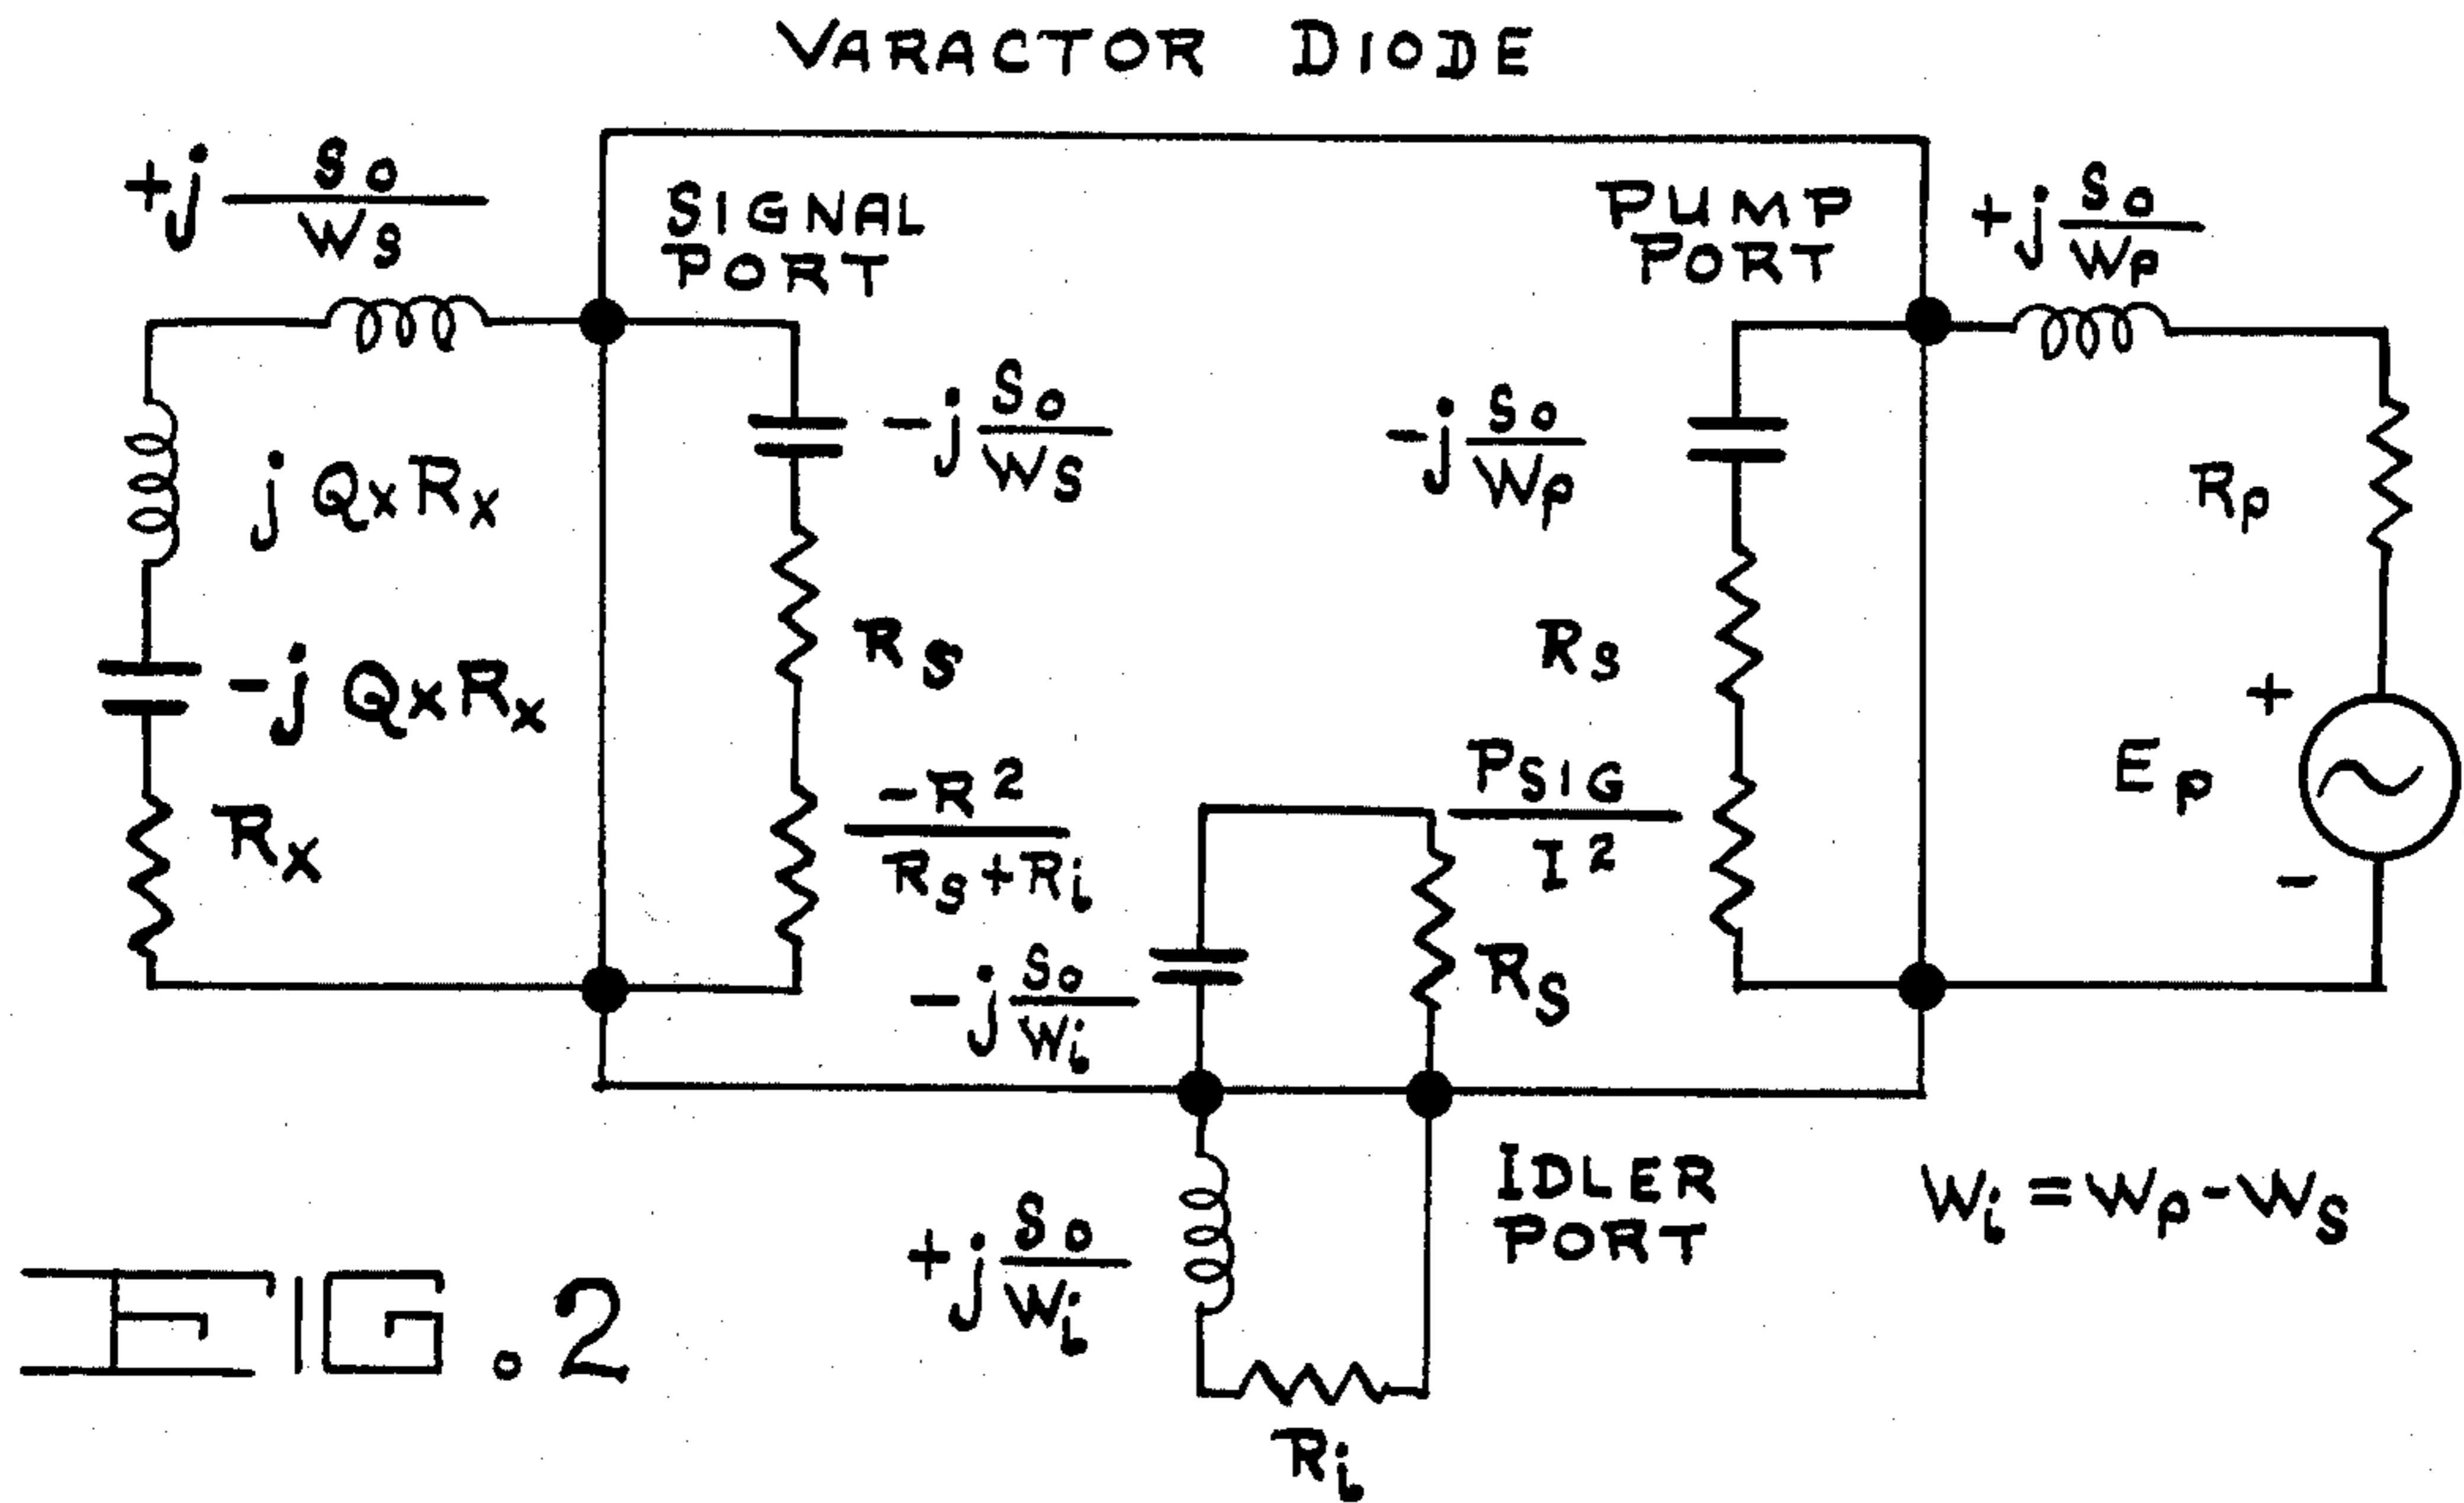 VARACTOR DIODE
+j So/Ws
SIGNAL
PORT
PUMP
PORT
+j So/Wp
-j So/Ws
-j So/Wp
j QxRx
Rp
-j QxRx
Rs
Rs
+
Ep
-
Rx
-R²/Rs+Ri
PSIG/I²
-j So/Wi
Rs
IDLER
PORT
Wi = Wp - Ws
+j So/Wi
Ri
FIG. 2